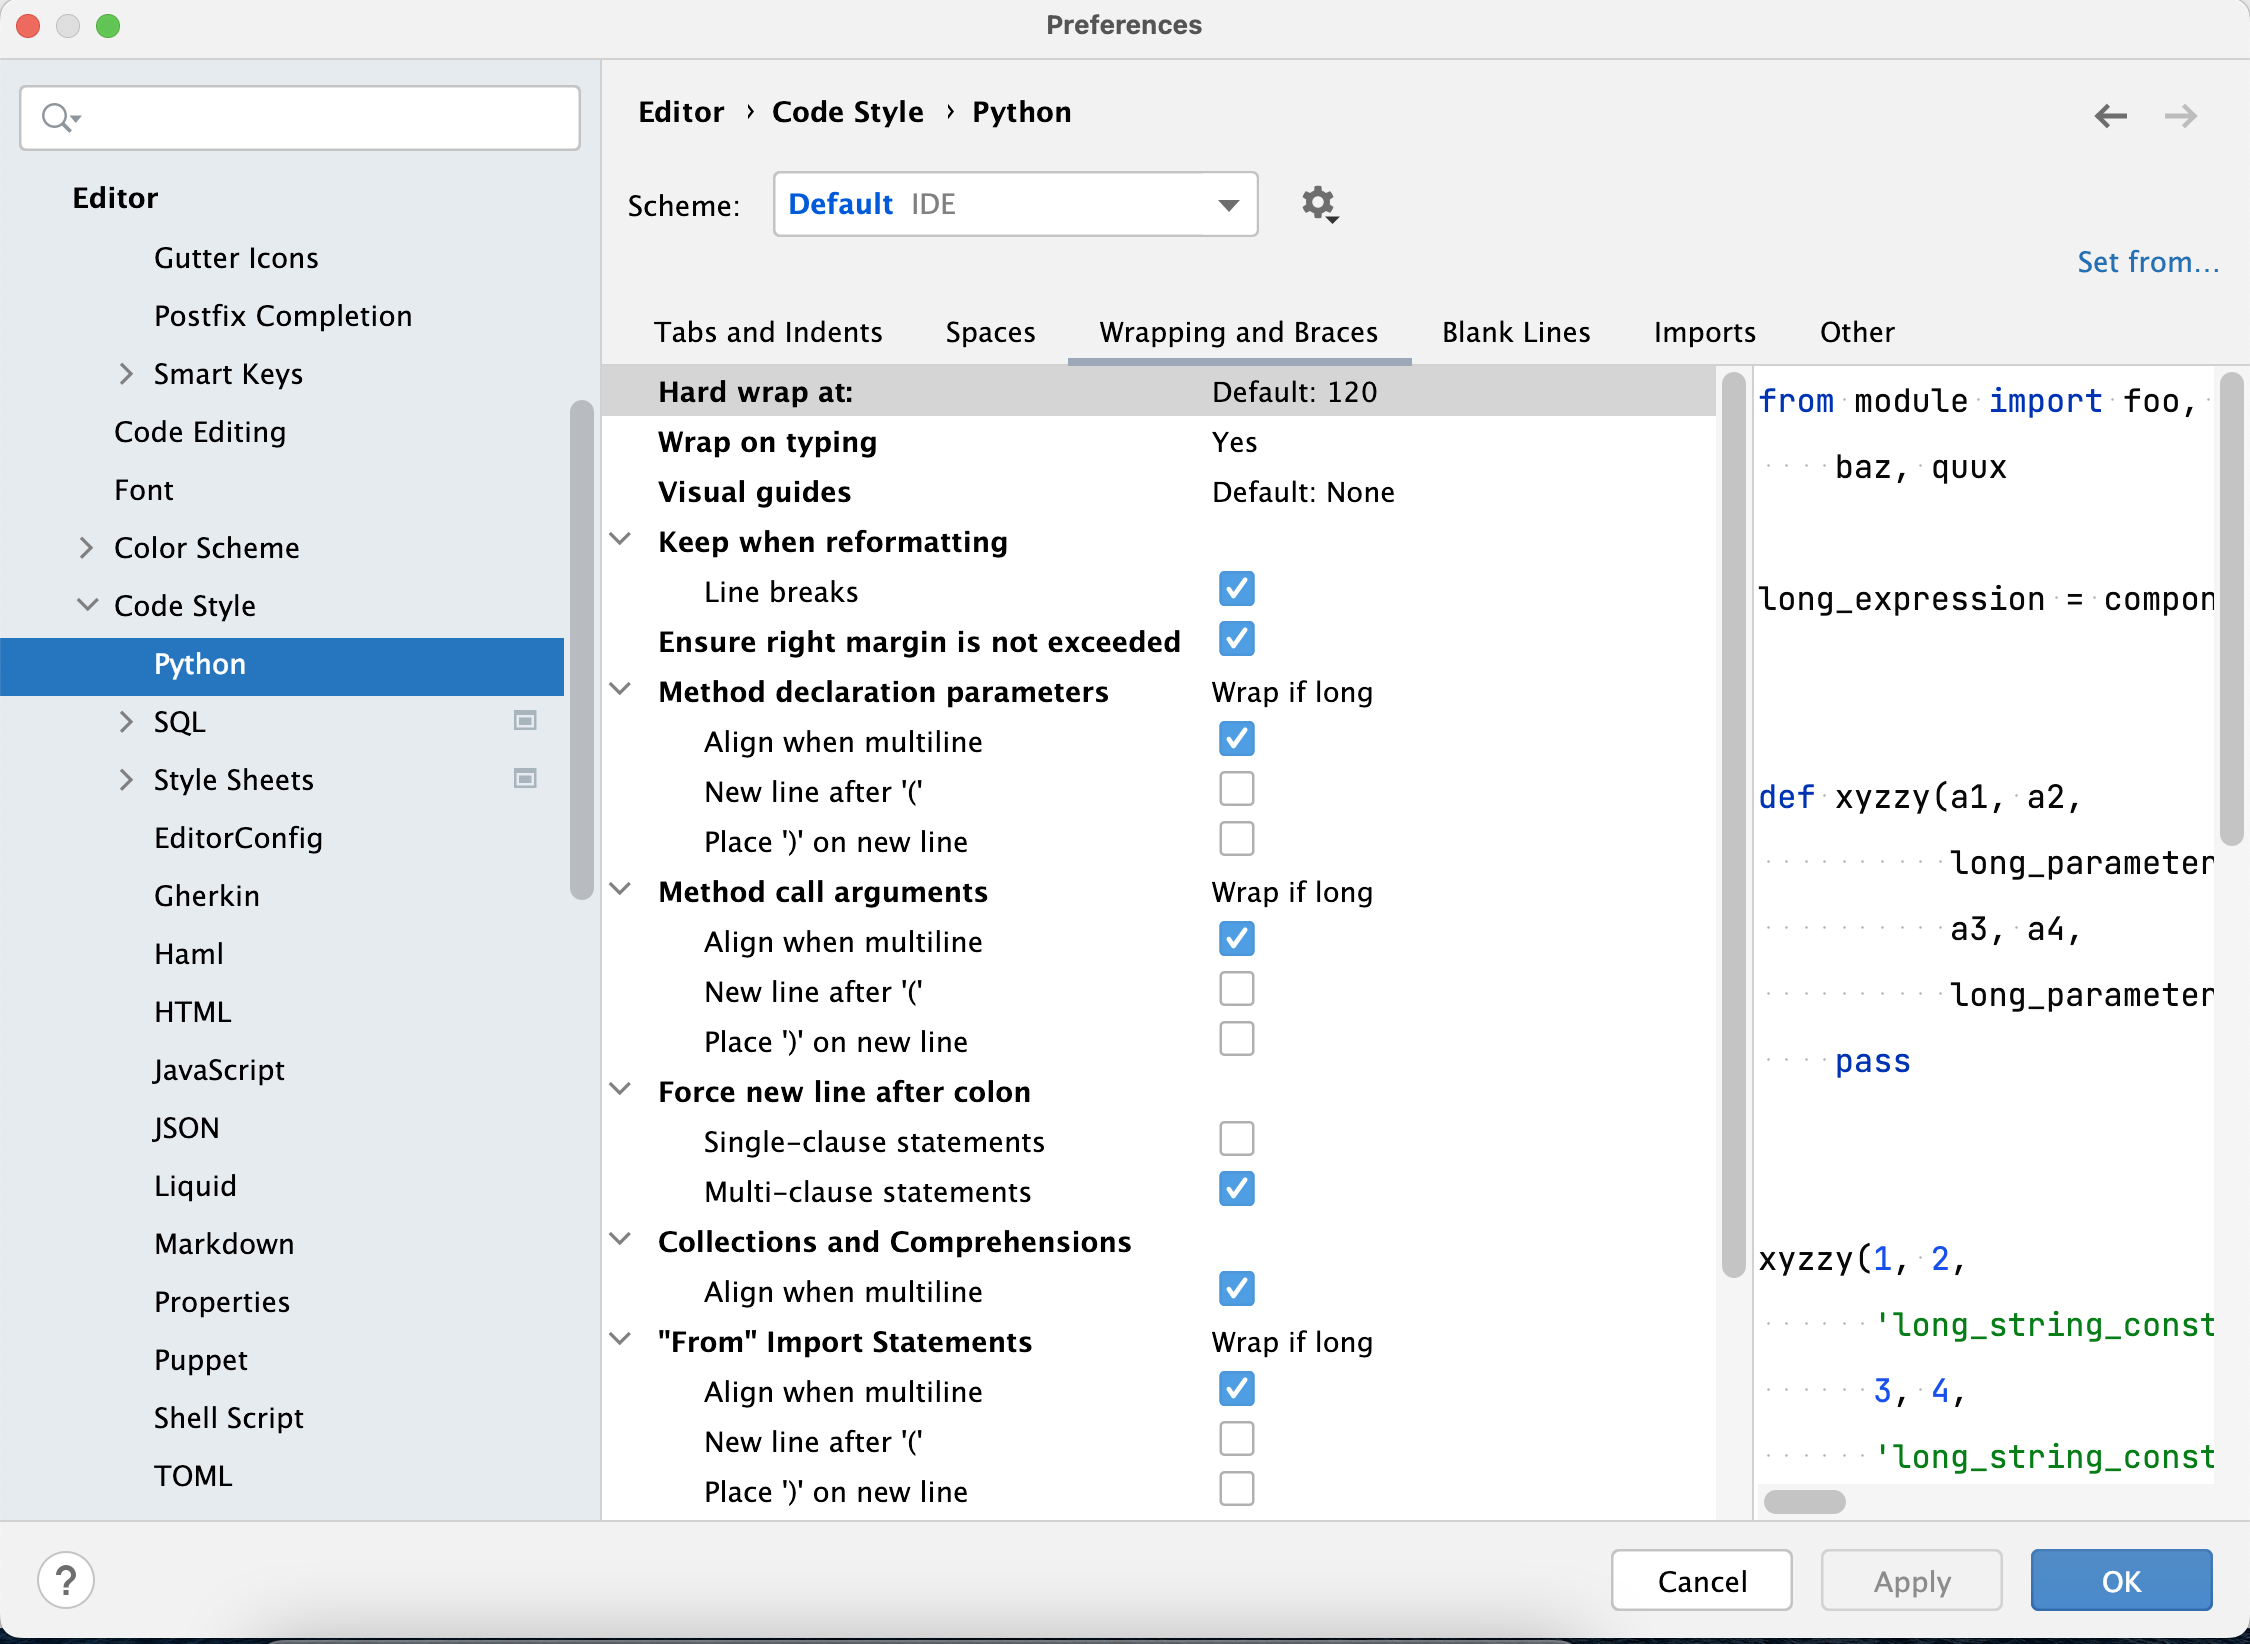 Preferences
Editor
Gutter Icons
Postfix Completion
Smart Keys
Code Editing
Font
Color Scheme
Code Style
Python
SQL
Style Sheets
EditorConfig
Gherkin
Haml
HTML
JavaScript
JSON
Liquid
Markdown
Properties
Puppet
Shell Script
TOML
Editor › Code Style › Python
Scheme: Default IDE
Set from...
Tabs and Indents Spaces Wrapping and Braces Blank Lines Imports Other
Hard wrap at: Default: 120
Wrap on typing Yes
Visual guides Default: None
Keep when reformatting
Line breaks
Ensure right margin is not exceeded
Method declaration parameters Wrap if long
Align when multiline
New line after '('
Place ')' on new line
Method call arguments Wrap if long
Align when multiline
New line after '('
Place ')' on new line
Force new line after colon
Single-clause statements
Multi-clause statements
Collections and Comprehensions
Align when multiline
"From" Import Statements Wrap if long
Align when multiline
New line after '('
Place ')' on new line
from module import foo,
baz, quux
long_expression = compon
def xyzzy(a1, a2,
long_parameter
a3, a4,
long_parameter
pass
xyzzy(1, 2,
'long_string_const
3, 4,
'long_string_const
?
Cancel Apply OK